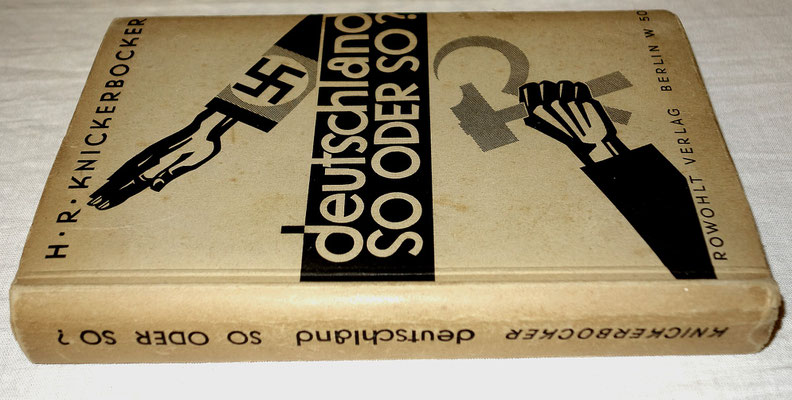 H·R·KNICKERBOCKER
deutschland
SO ODER SO?
ROWOHLT VERLAG BERLIN W 50
KNICKERBOCKER deutschland SO ODER SO?